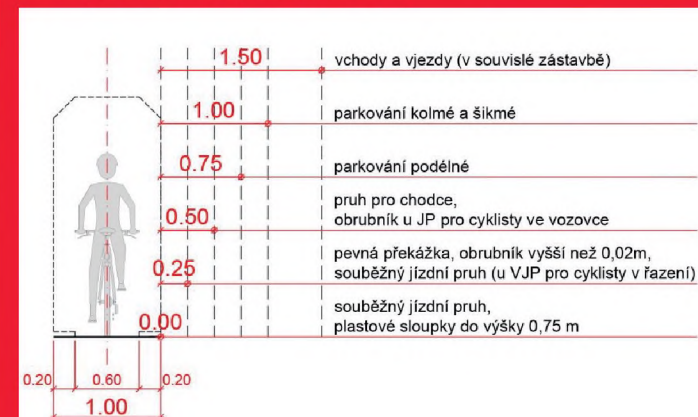 1.50 vchody a vjezdy (v souvislé zástavbě)
1.00 parkování kolmé a šikmé
0.75 parkování podélné
pruh pro chodce,
0.50 obrubník u JP pro cyklisty ve vozovce
pevná překážka, obrubník vyšší než 0,02m,
0.25 souběžný jízdní pruh (u VJP pro cyklisty v řazení)
souběžný jízdní pruh,
0.00 plastové sloupky do výšky 0,75 m
0.20 0.60 0.20
1.00